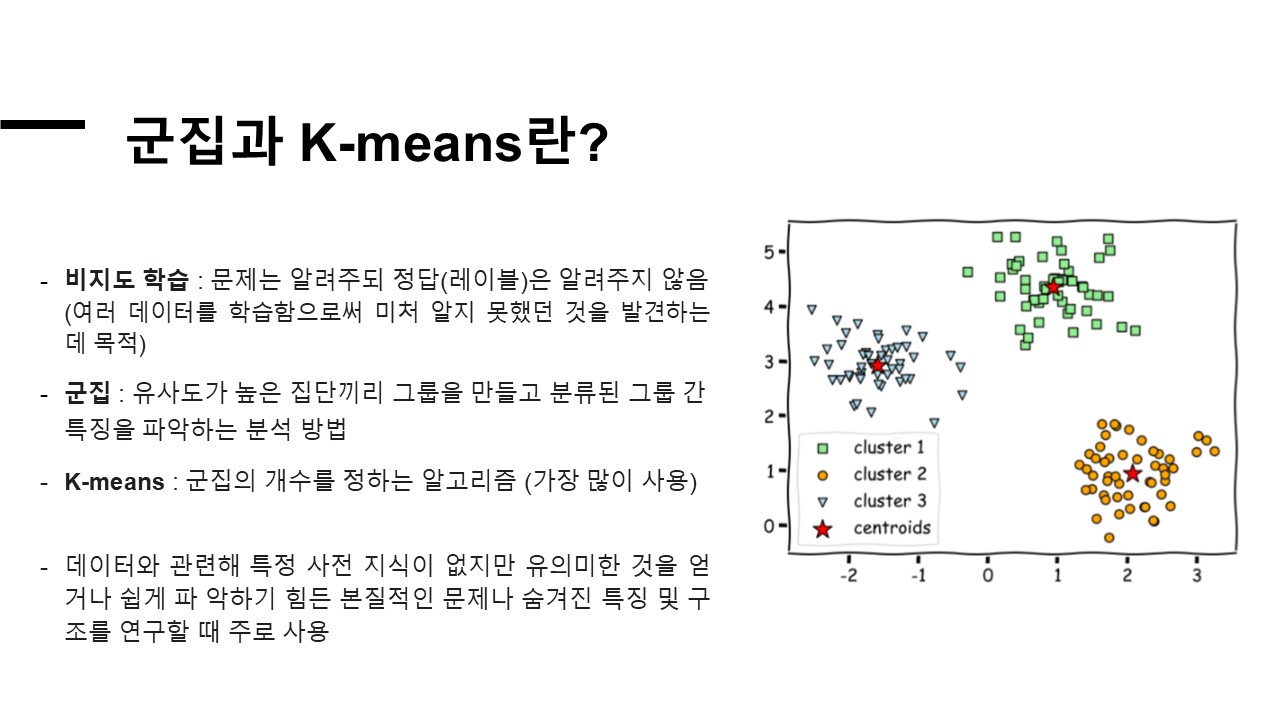 군집과 K-means란?
- 비지도 학습 : 문제는 알려주되 정답(레이블)은 알려주지 않음
(여러 데이터를 학습함으로써 미처 알지 못했던 것을 발견하는
데 목적)
- 군집 : 유사도가 높은 집단끼리 그룹을 만들고 분류된 그룹 간
특징을 파악하는 분석 방법
- K-means : 군집의 개수를 정하는 알고리즘 (가장 많이 사용)
- 데이터와 관련해 특정 사전 지식이 없지만 유의미한 것을 얻
거나 쉽게 파 악하기 힘든 본질적인 문제나 숨겨진 특징 및 구
조를 연구할 때 주로 사용
5
4
3
2
1
0
cluster 1
cluster 2
cluster 3
centroids
-2 -1 0 1 2 3